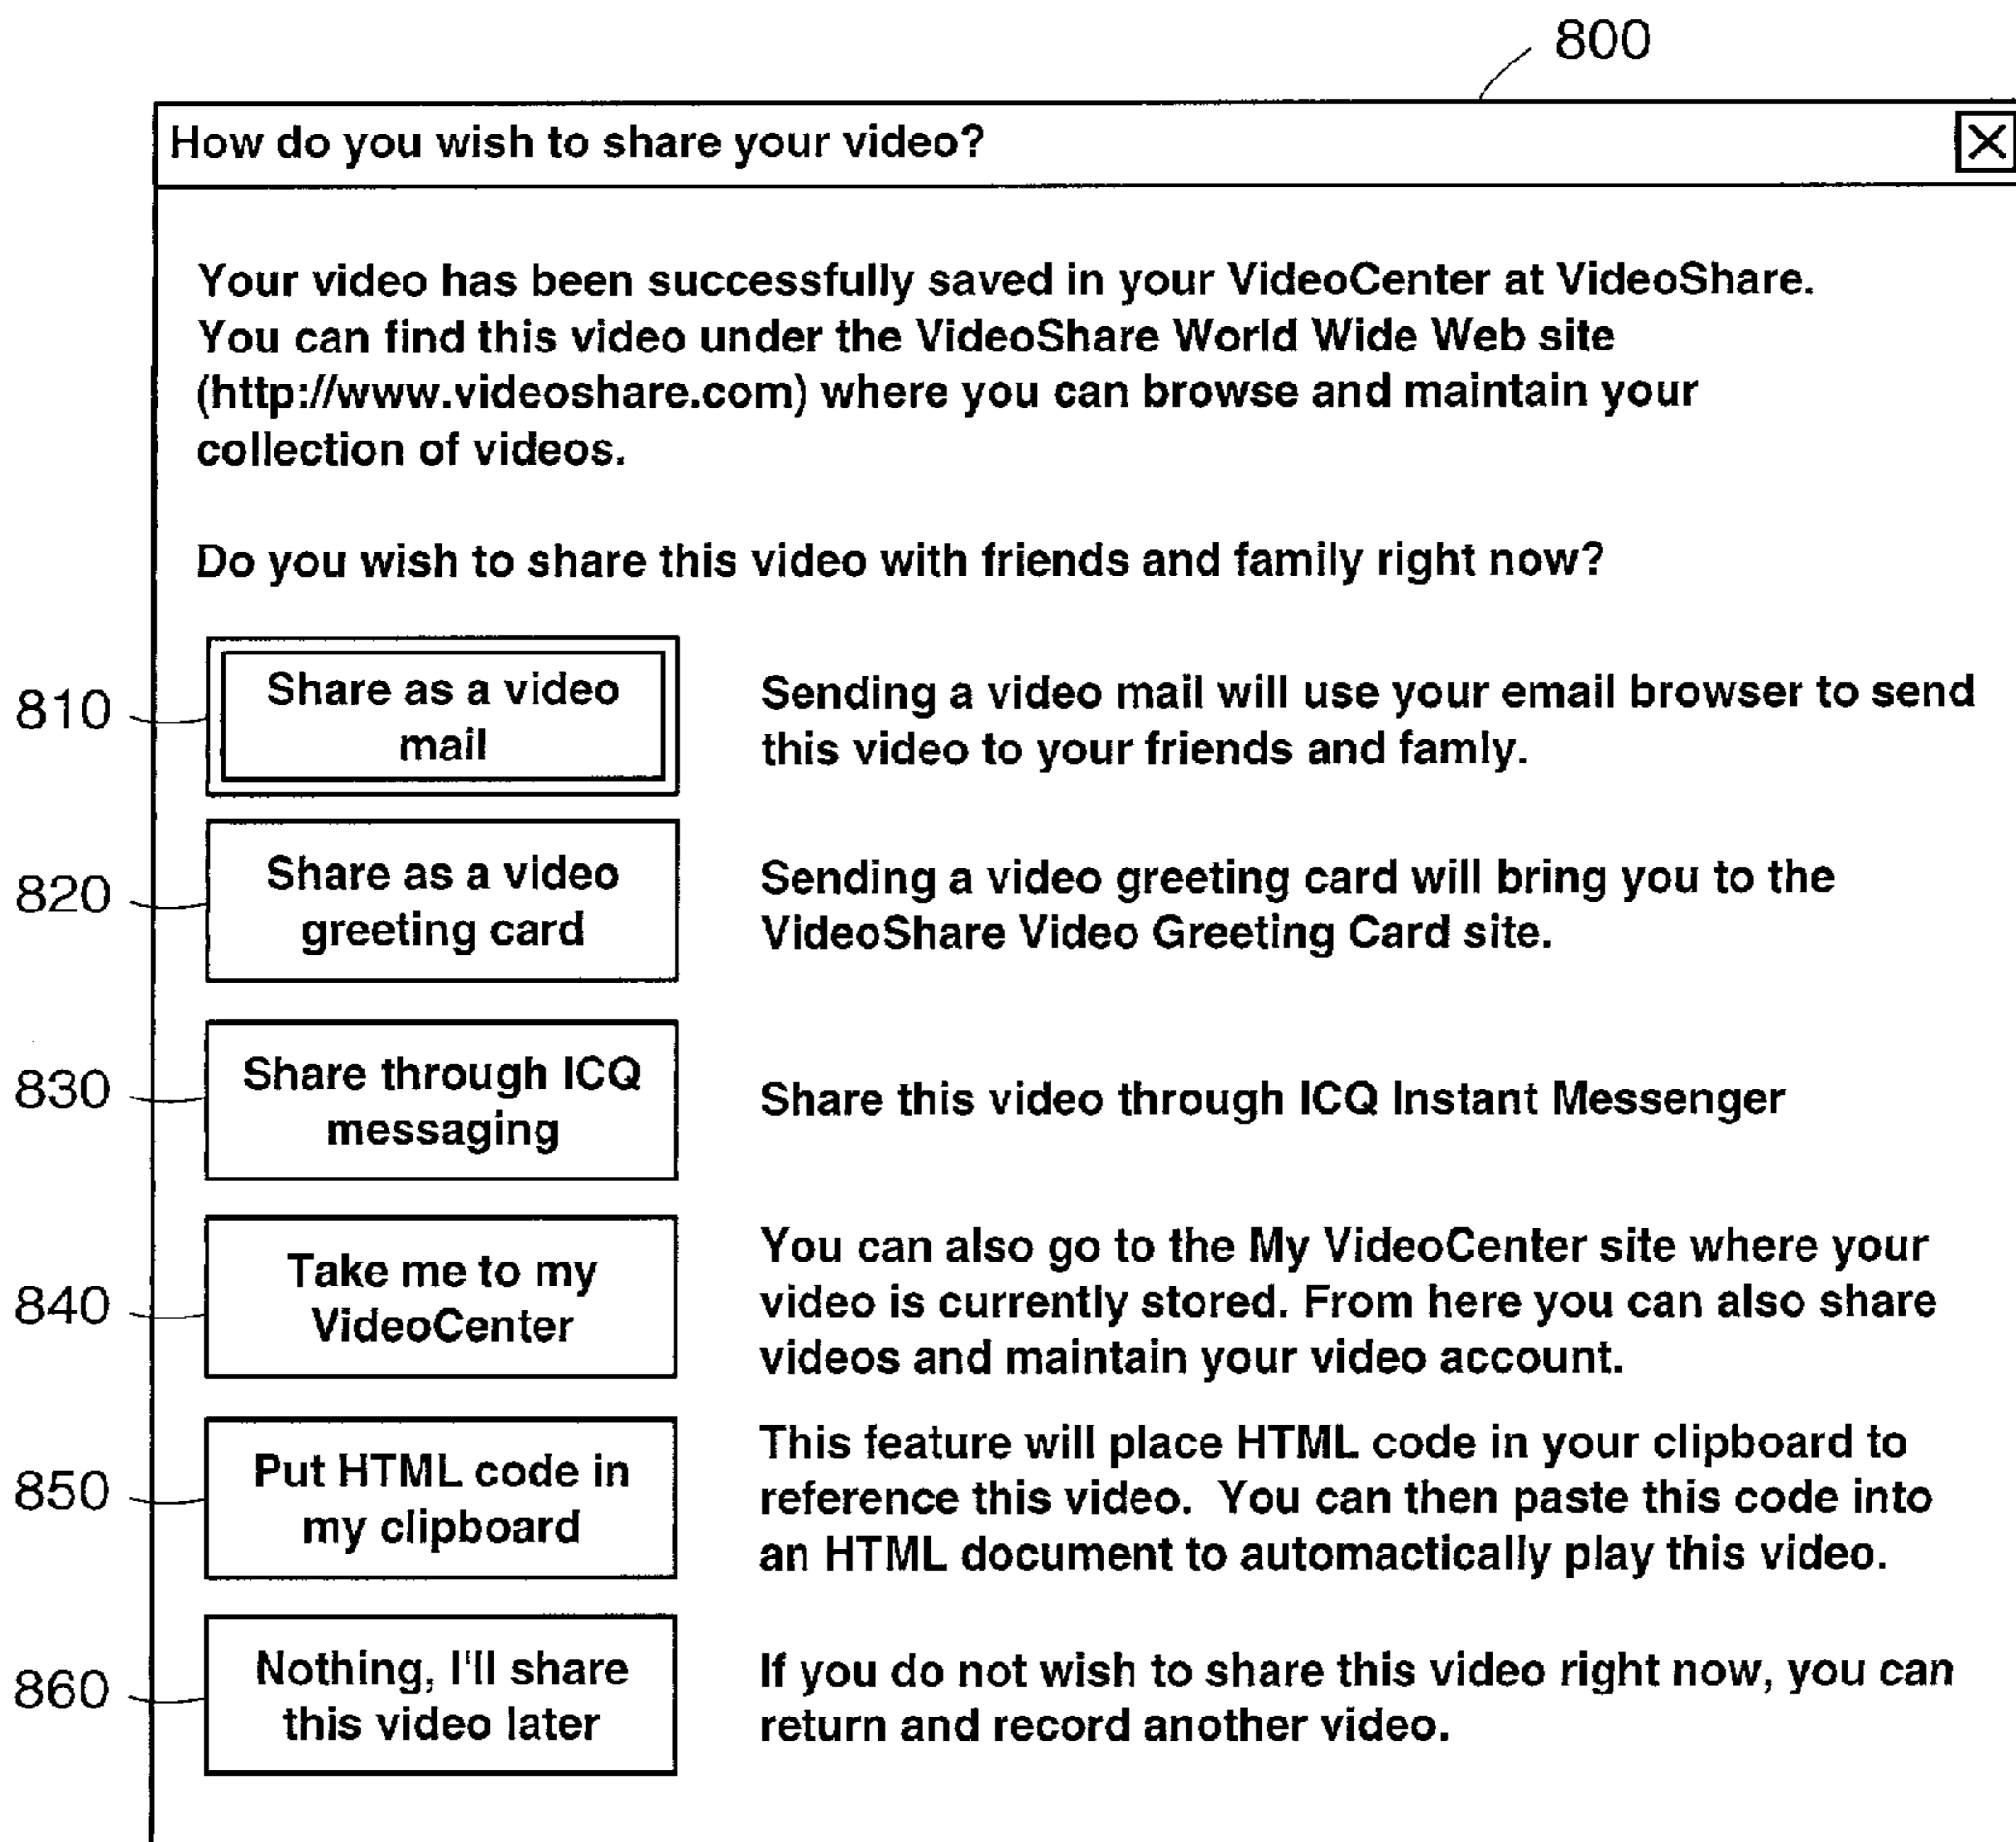 800
How do you wish to share your video?
Your video has been successfully saved in your VideoCenter at VideoShare.
You can find this video under the VideoShare World Wide Web site
(http://www.videoshare.com) where you can browse and maintain your
collection of videos.
Do you wish to share this video with friends and family right now?
810
Share as a video
mail
Sending a video mail will use your email browser to send
this video to your friends and famly.
820
Share as a video
greeting card
Sending a video greeting card will bring you to the
VideoShare Video Greeting Card site.
830
Share through ICQ
messaging
Share this video through ICQ Instant Messenger
840
Take me to my
VideoCenter
You can also go to the My VideoCenter site where your
video is currently stored. From here you can also share
videos and maintain your video account.
850
Put HTML code in
my clipboard
This feature will place HTML code in your clipboard to
reference this video. You can then paste this code into
an HTML document to automactically play this video.
860
Nothing, I'll share
this video later
If you do not wish to share this video right now, you can
return and record another video.